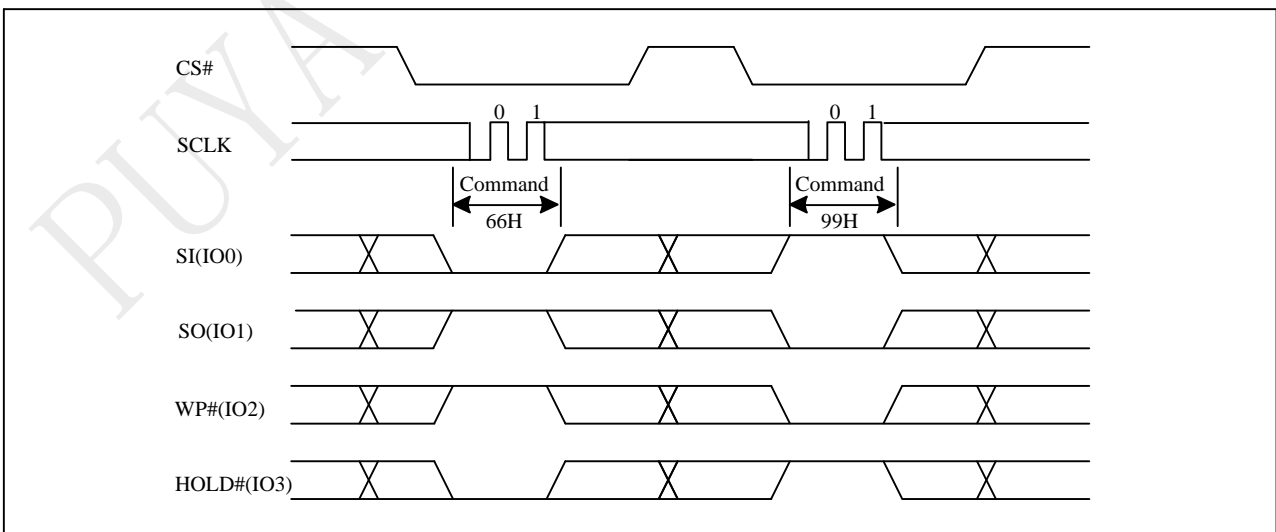 PUYA
CS#
0 1 0 1
SCLK
Command Command
66H 99H
SI(IO0)
SO(IO1)
WP#(IO2)
HOLD#(IO3)